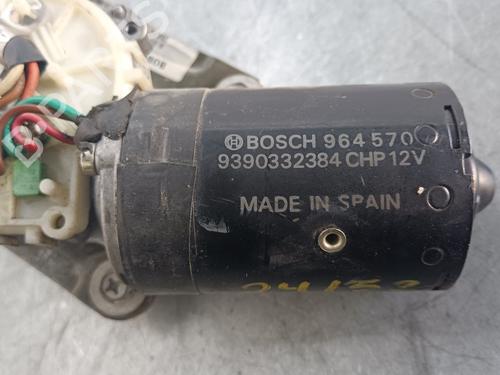 BOSCH 964 570
9390332384 CHP 12V
MADE IN SPAIN